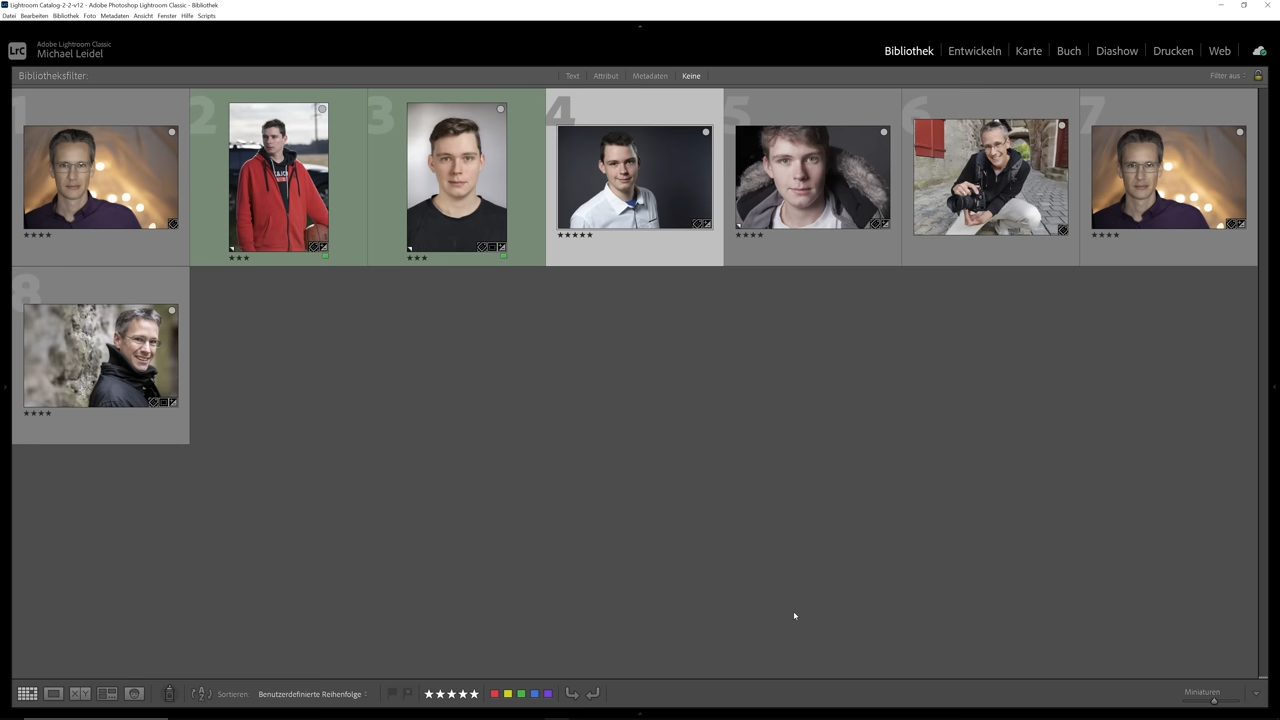 Lightroom Catalog-2-2-v12 - Adobe Photoshop Lightroom Classic - Bibliothek
Datei Bearbeiten Bibliothek Foto Metadaten Ansicht Fenster Hilfe Scripts
Lrc
Adobe Lightroom Classic
Michael Leidel
Bibliothek Entwickeln Karte Buch Diashow Drucken Web
Bibliotheksfilter: Text Attribut Metadaten Keine Filter aus
1 2 3 4 5 6 7
8
Sortieren: Benutzerdefinierte Reihenfolge
Miniaturen